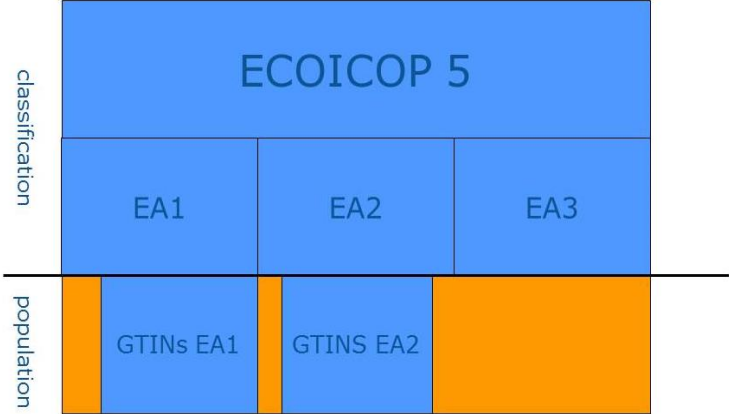 classification
ECOICOP 5
EA1
EA2
EA3
population
GTINs EA1
GTINS EA2